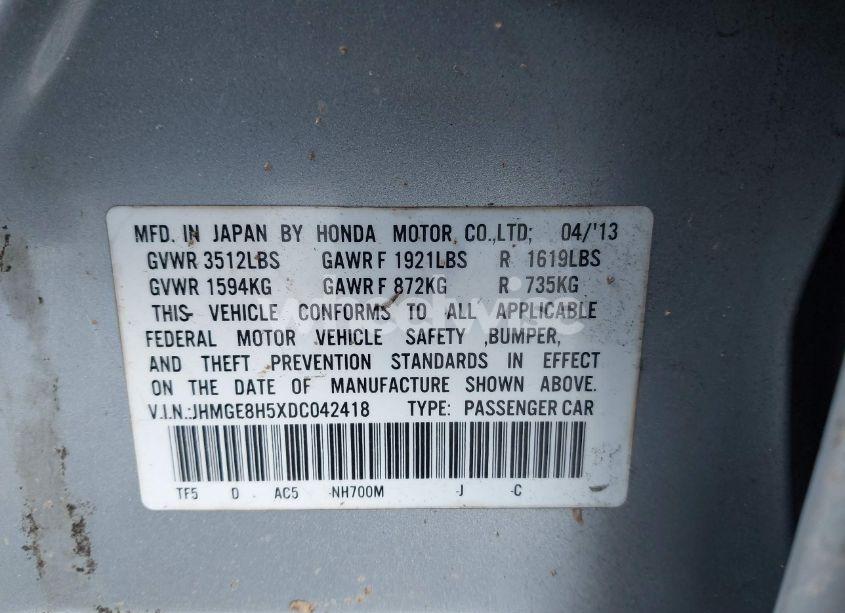 MFD. IN JAPAN BY HONDA MOTOR CO.,LTD; 04/'13
GVWR 3512LBS GAWR F 1921LBS R 1619LBS
GVWR 1594KG GAWR F 872KG R 735KG
THIS VEHICLE CONFORMS TO ALL APPLICABLE
FEDERAL MOTOR VEHICLE SAFETY ,BUMPER,
AND THEFT PREVENTION STANDARDS IN EFFECT
ON THE DATE OF MANUFACTURE SHOWN ABOVE.
V.I.N.:JHMGE8H5XDC042418 TYPE: PASSENGER CAR
TF5 0 AC5 -NH700M -J -C